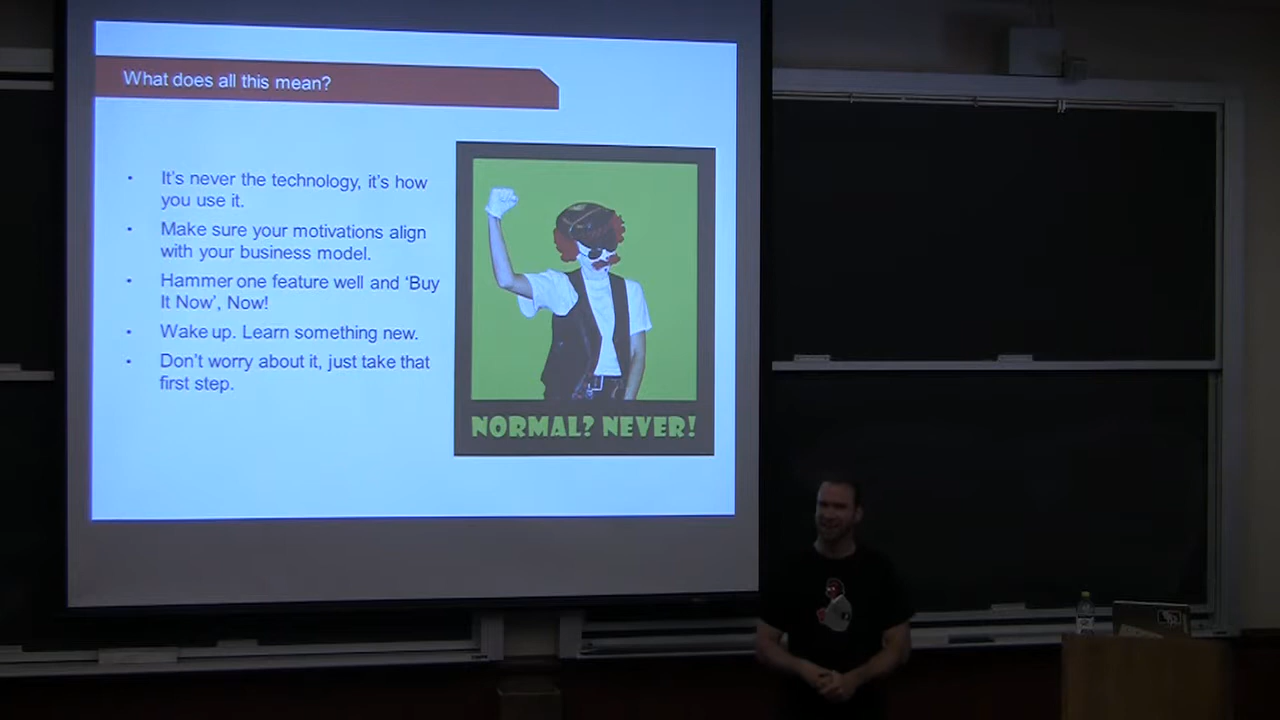 What does all this mean?
• It's never the technology, it's how
you use it.
• Make sure your motivations align
with your business model.
• Hammer one feature well and ‘Buy
It Now’, Now!
• Wake up. Learn something new.
• Don't worry about it, just take that
first step.
NORMAL? NEVER!